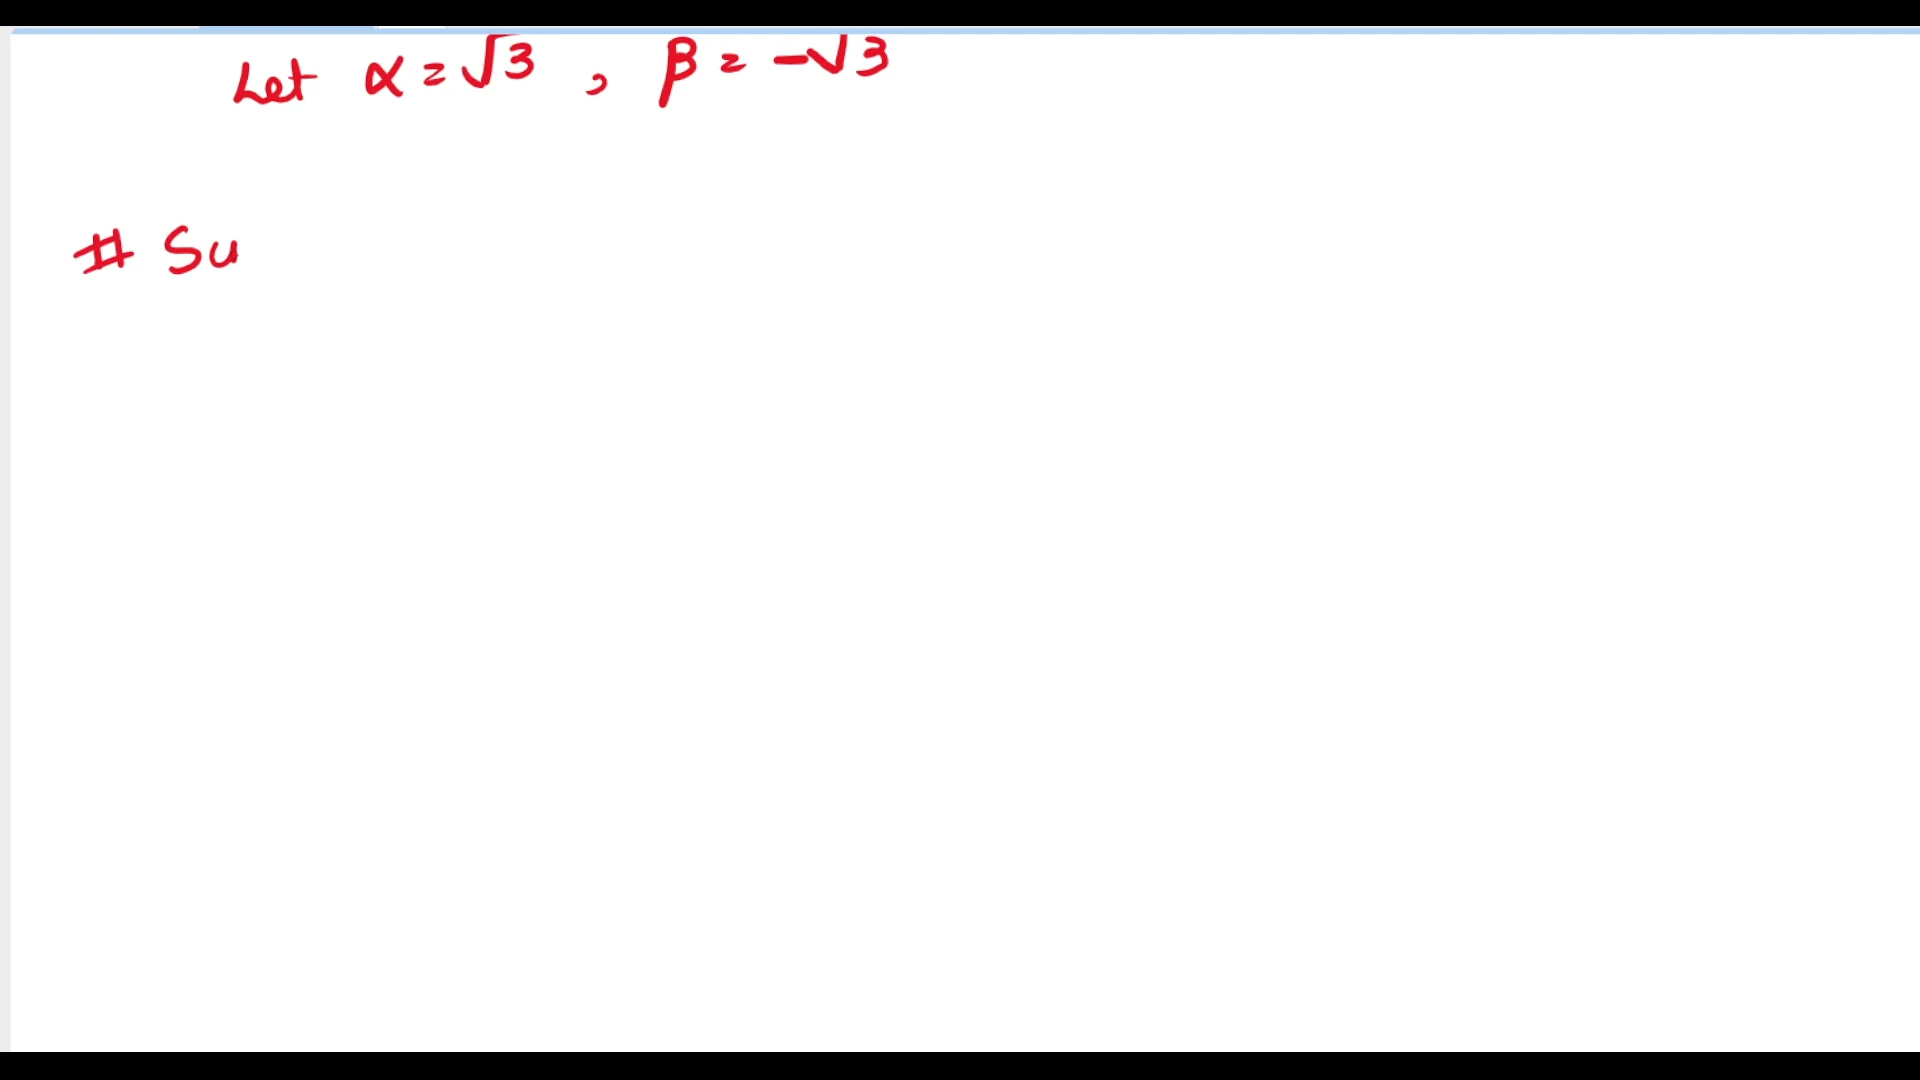 Let α = √3 , β = -√3
# Su